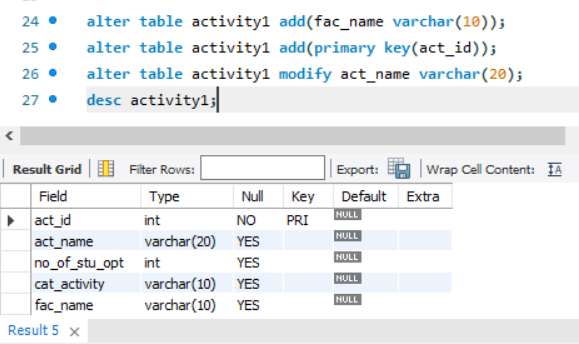 24 alter table activity1 add(fac_name varchar(10));
25 alter table activity1 add(primary key(act_id));
26 alter table activity1 modify act_name varchar(20);
27 desc activity1;
Result Grid Filter Rows: Export: Wrap Cell Content: IA
Field Type Null Key Default Extra
act_id int NO PRI NULL
act_name varchar(20) YES NULL
no_of_stu_opt int YES NULL
cat_activity varchar(10) YES NULL
fac_name varchar(10) YES NULL
Result 5 ×